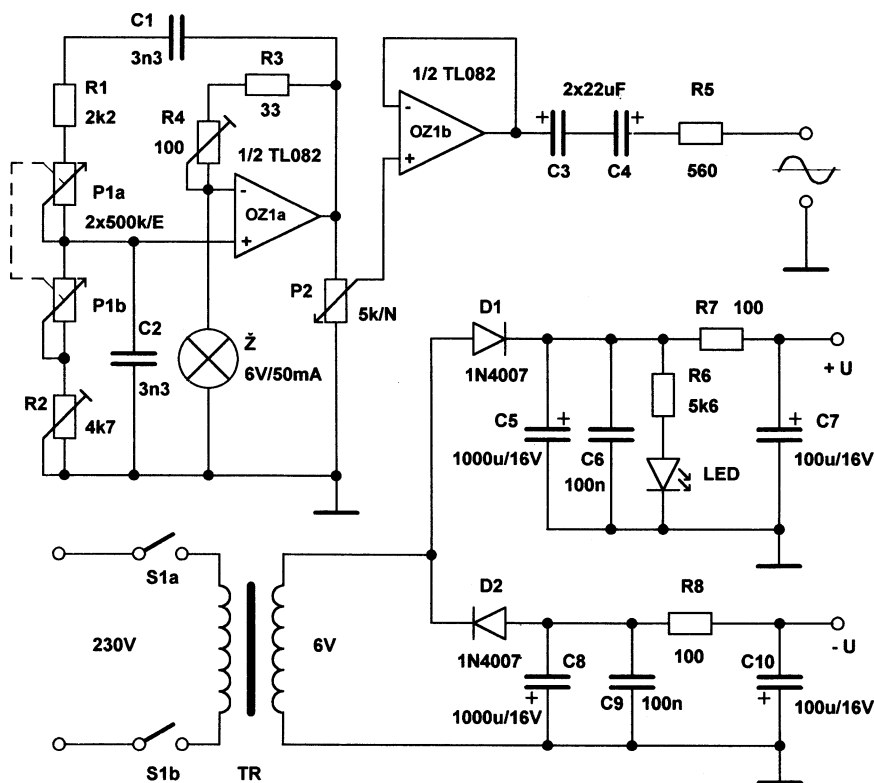 C1
3n3
R1
2k2
R3
33
R4
100
1/2 TL082
-
OZ1a
+
P1a
2x500k/E
P1b
C2
3n3
R2
4k7
Ž
6V/50mA
P2
5k/N
1/2 TL082
-
OZ1b
+
2x22uF
+
+
C3
C4
R5
560
D1
1N4007
R7
100
+ U
R6
5k6
C5
+
1000u/16V
C6
100n
LED
+
C7
100u/16V
S1a
230V
6V
S1b
TR
D2
1N4007
R8
100
- U
C8
+
1000u/16V
C9
100n
C10
+
100u/16V